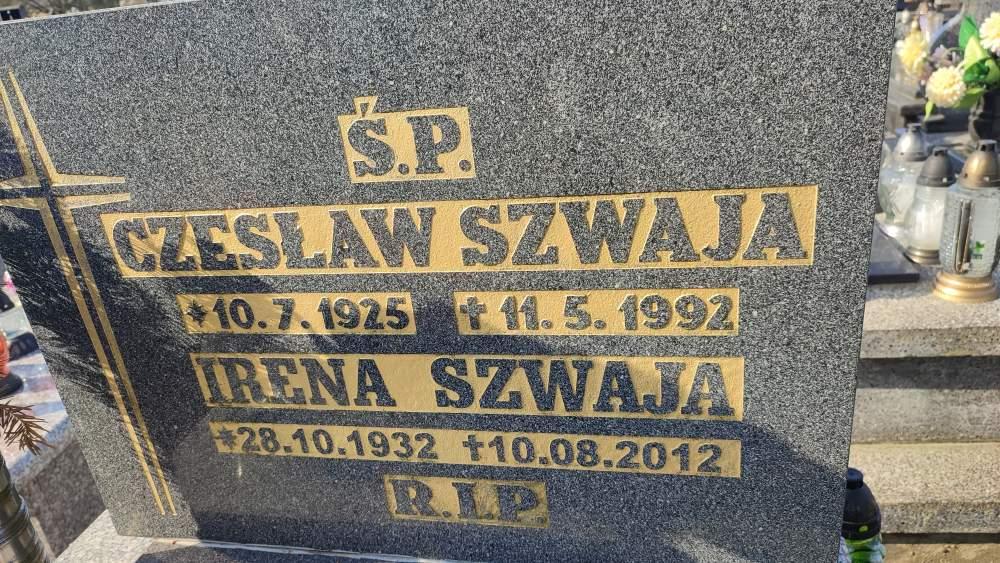 Ś.P.
CZESŁAW SZWAJA
*10.7.1925 †11.5.1992
IRENA SZWAJA
*28.10.1932 †10.08.2012
R.I.P.